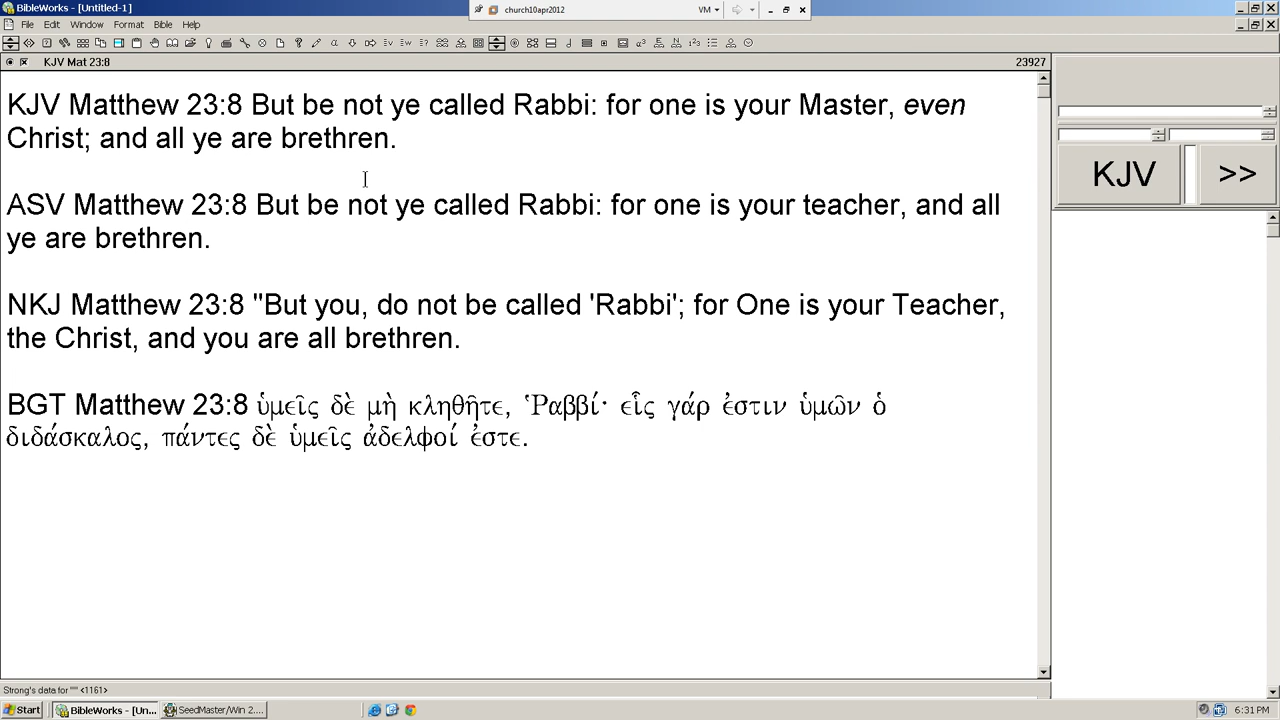 BibleWorks - [Untitled-1]
church10apr2012
VM
File Edit Window Format Bible Help
KJV Mat 23:8 23927
KJV Matthew 23:8 But be not ye called Rabbi: for one is your Master, even
Christ; and all ye are brethren.
ASV Matthew 23:8 But be not ye called Rabbi: for one is your teacher, and all
ye are brethren.
NKJ Matthew 23:8 "But you, do not be called 'Rabbi'; for One is your Teacher,
the Christ, and you are all brethren.
BGT Matthew 23:8 ὑμεῖς δὲ μὴ κληθῆτε, Ῥαββί· εἷς γάρ ἐστιν ὑμῶν ὁ
διδάσκαλος, πάντες δὲ ὑμεῖς ἀδελφοί ἐστε.
KJV >>
Strong's data for "" <1161>
Start BibleWorks - [Un... SeedMaster/Win 2.... 6:31 PM